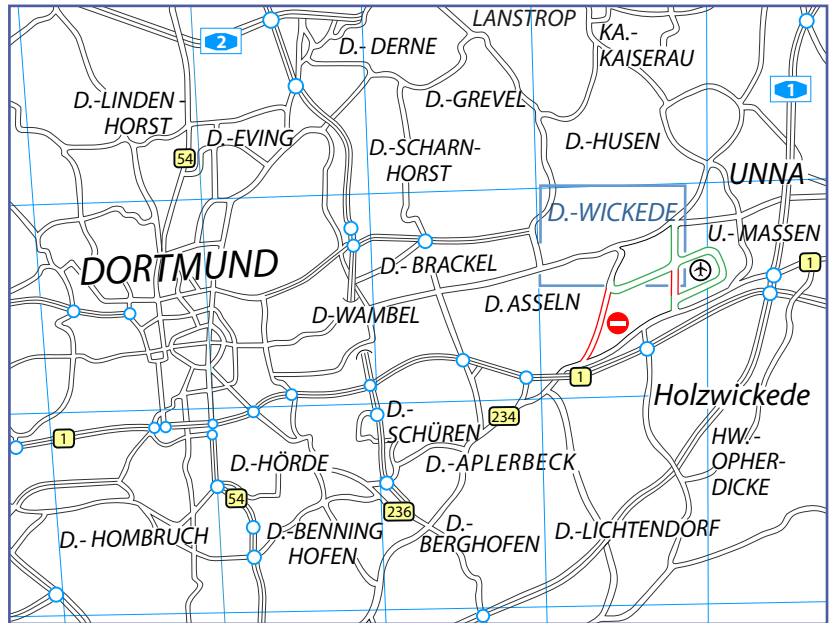 LANSTROP
KA.-
KAISERAU
2
D.- DERNE
1
D.-LINDEN -
HORST
D.-GREVEL
D.-EVING
54
D.-SCHARN-
HORST
D.-HUSEN
UNNA
D.-WICKEDE
U.- MASSEN
DORTMUND
D.- BRACKEL
1
D-WAMBEL
D. ASSELN
1
Holzwickede
D.-
SCHÜREN
234
1
HW.-
OPHER-
DICKE
D.-HÖRDE
D.-APLERBECK
54
236
D.- HOMBRUCH
D.-BENNING
HOFEN
D.-
BERGHOFEN
D.-LICHTENDORF